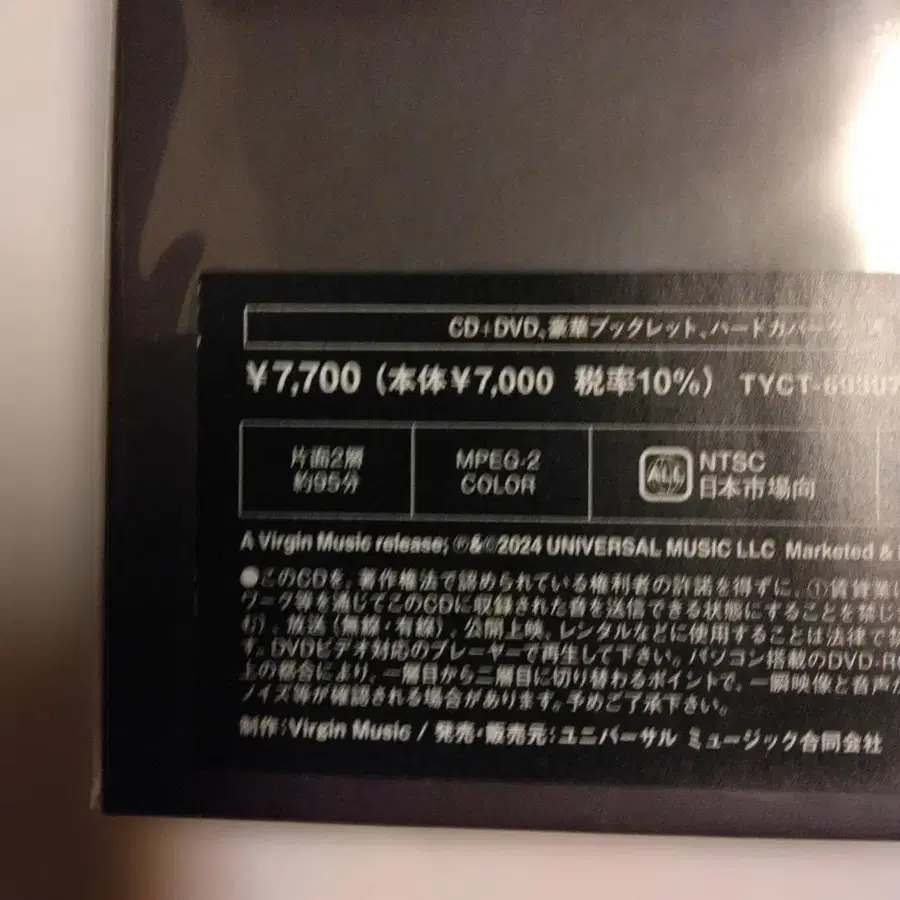 CD+DVD、豪華ブックレット、ハードカバー
¥7,700（本体¥7,000 税率10%） TYCT-69307
片面2層
約95分
MPEG-2
COLOR
ALL
NTSC
日本市場向
A Virgin Music release; ℗&©2024 UNIVERSAL MUSIC LLC Marketed &
●このCDを、著作権法で認められている権利者の許諾を得ずに、①賃貸業に
ワーク等を通じてこのCDに収録された音を送信できる状態にすることを禁じ
む）、放送（無線・有線）、公開上映、レンタルなどに使用することは法律で禁
す。DVDビデオ対応のプレーヤーで再生して下さい。パソコン搭載のDVD-RO
上の都合により、一層目から二層目に切り替わるポイントで、一瞬映像と音声が
ノイズ等が確認される場合があります。予めご了承下さい。
制作：Virgin Music / 発売・販売元：ユニバーサル ミュージック合同会社